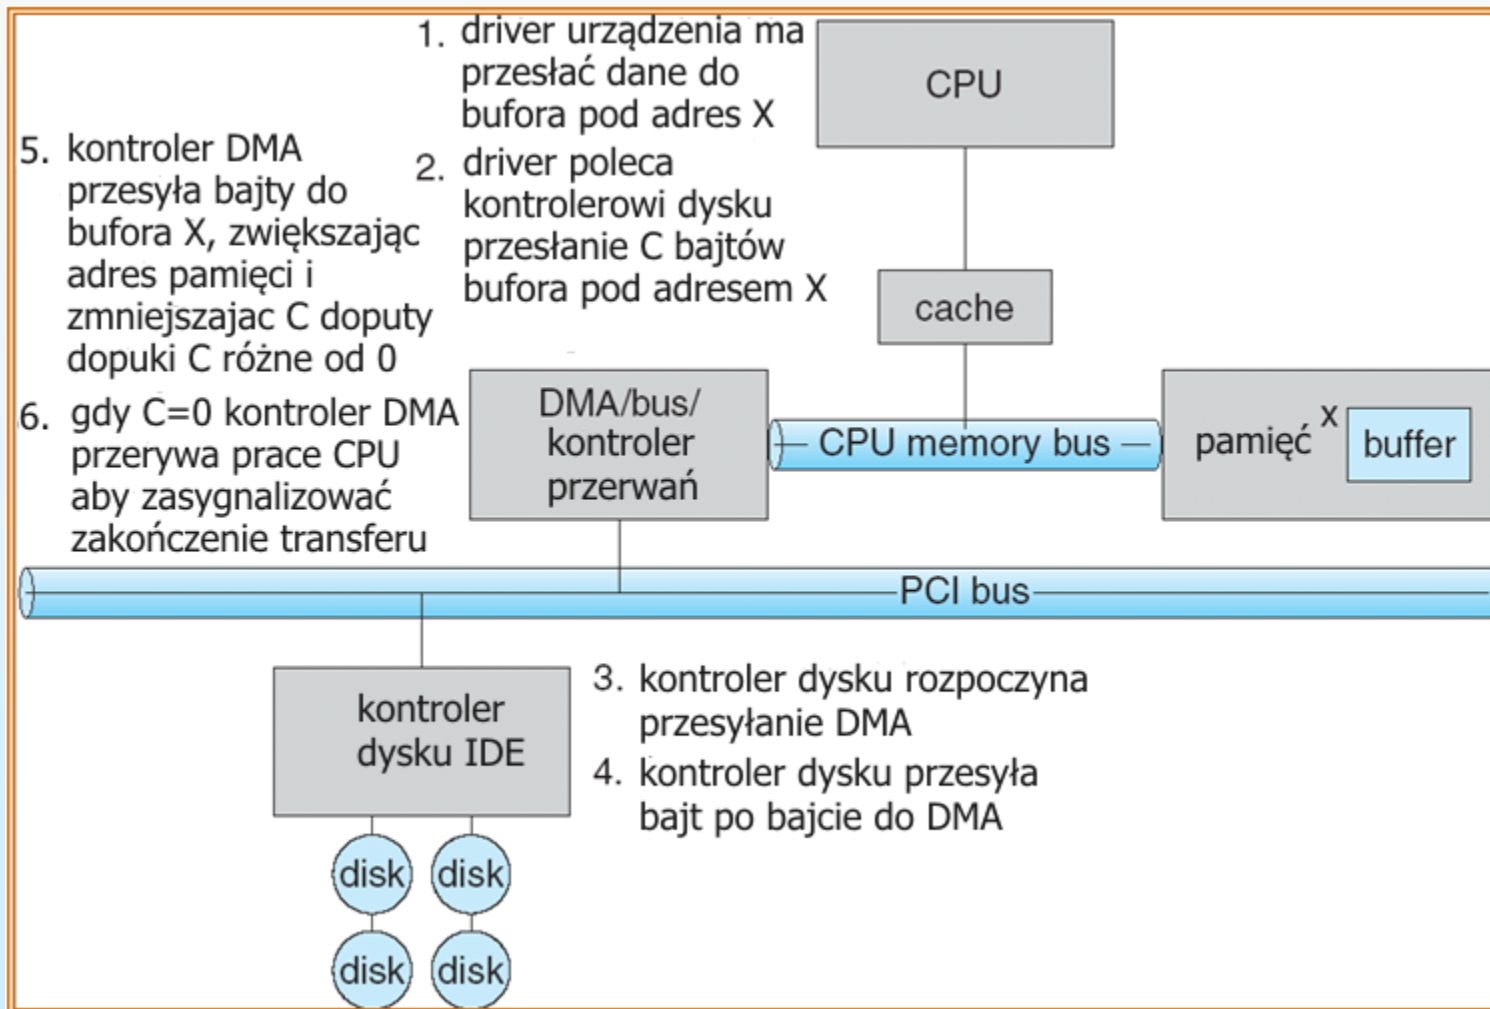 1. driver urządzenia ma
przesłać dane do
bufora pod adres X
2. driver poleca
kontrolerowi dysku
przesłanie C bajtów
bufora pod adresem X
CPU
cache
5. kontroler DMA
przesyła bajty do
bufora X, zwiększając
adres pamięci i
zmniejszajac C doputy
dopuki C różne od 0
6. gdy C=0 kontroler DMA
przerywa prace CPU
aby zasygnalizować
zakończenie transferu
DMA/bus/
kontroler
przerwań
CPU memory bus
pamięć
x
buffer
PCI bus
kontroler
dysku IDE
3. kontroler dysku rozpoczyna
przesyłanie DMA
4. kontroler dysku przesyła
bajt po bajcie do DMA
disk disk
disk disk